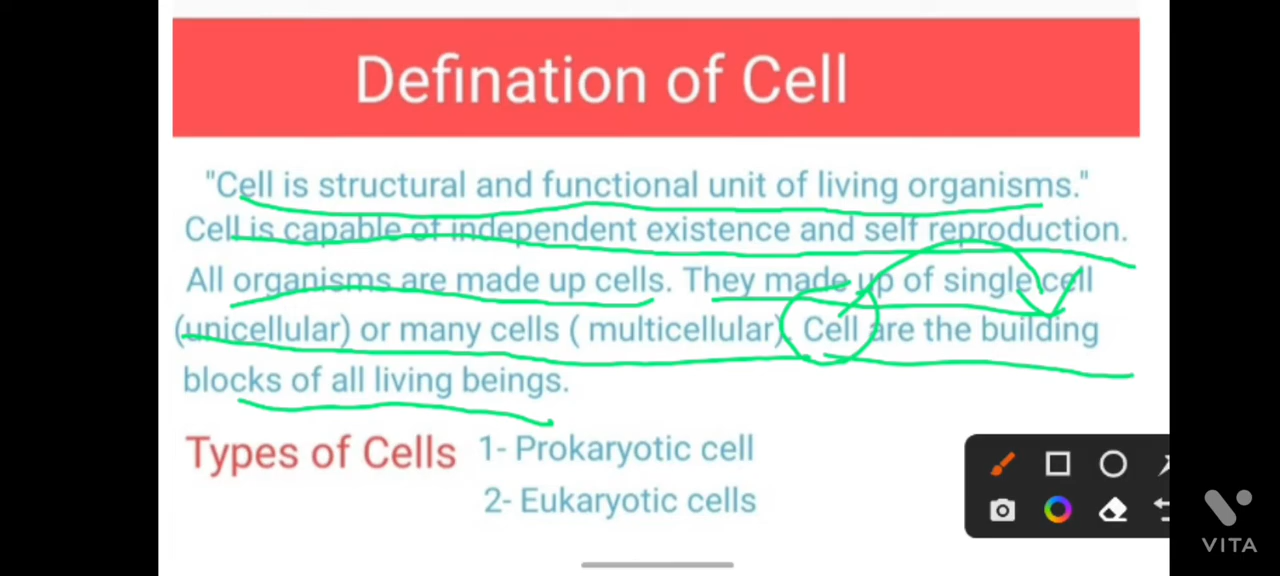 Defination of Cell
"Cell is structural and functional unit of living organisms."
Cell is capable of independent existence and self reproduction.
All organisms are made up cells. They made up of single cell
(unicellular) or many cells ( multicellular). Cell are the building
blocks of all living beings.
Types of Cells 1- Prokaryotic cell
2- Eukaryotic cells
VITA